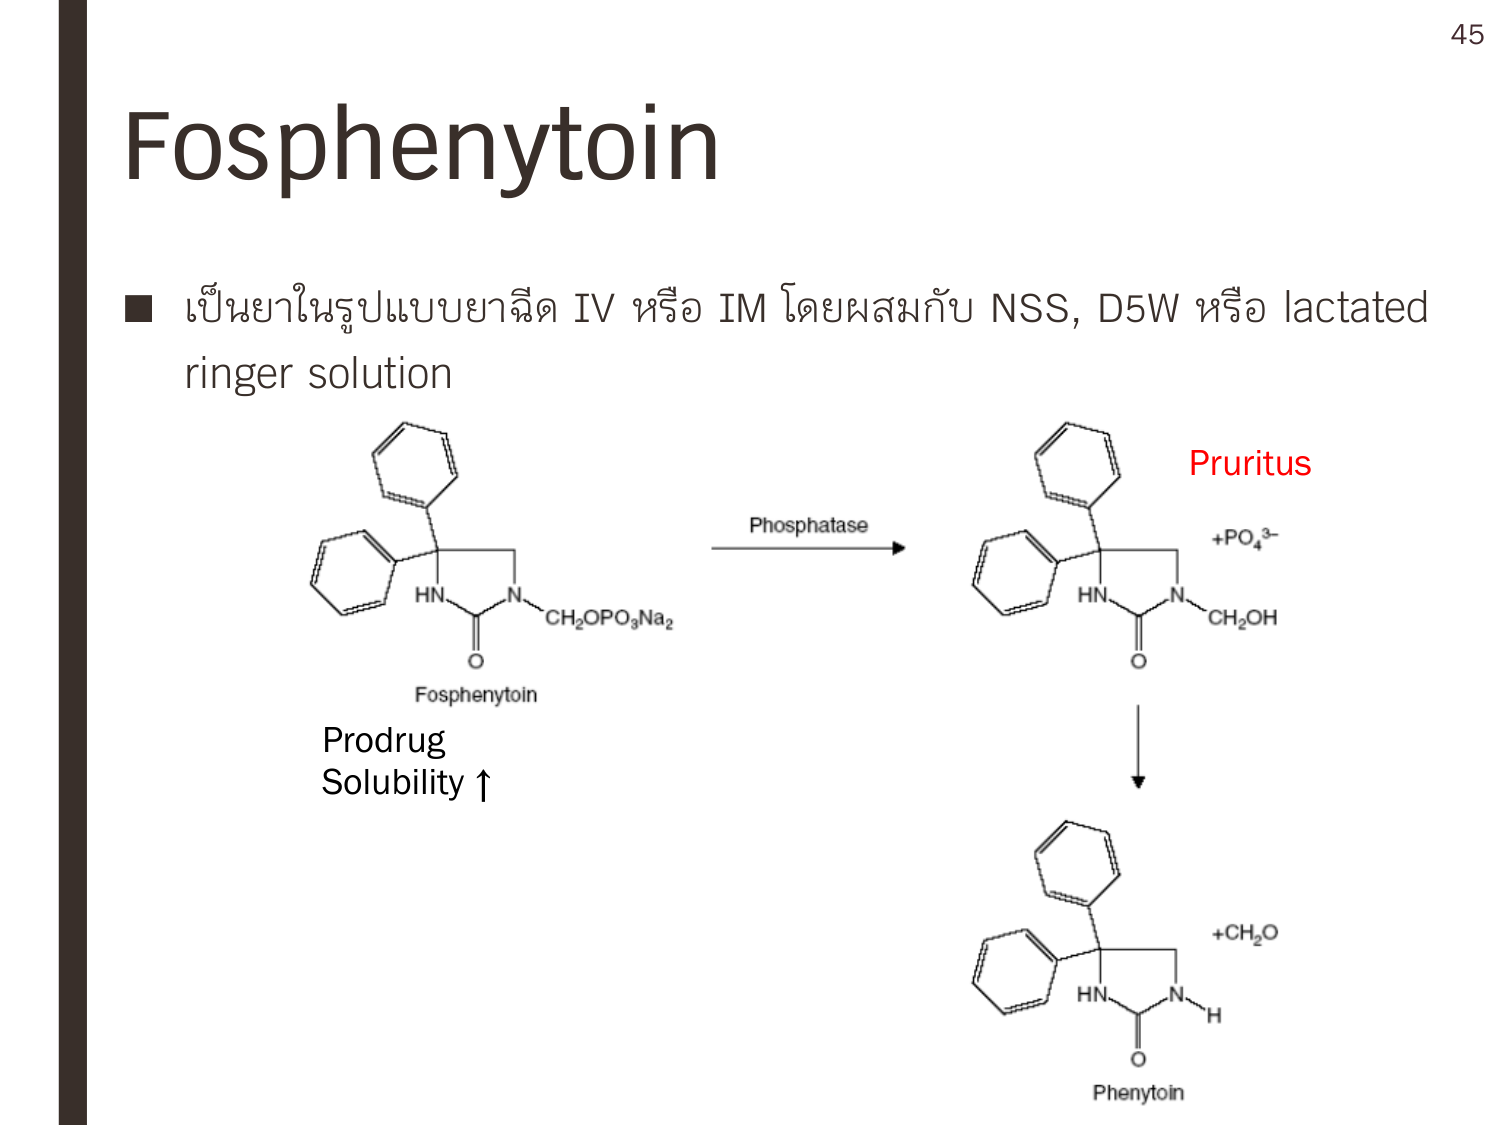 45
Fosphenytoin
■ เป็นยาในรูปแบบยาฉีด IV หรือ IM โดยผสมกับ NSS, D5W หรือ lactated
ringer solution
Pruritus
Phosphatase
+PO₄³⁻
HN
N
CH₂OPO₃Na₂
O
Fosphenytoin
HN
N
CH₂OH
O
Prodrug
Solubility ↑
+CH₂O
HN
N
H
O
Phenytoin